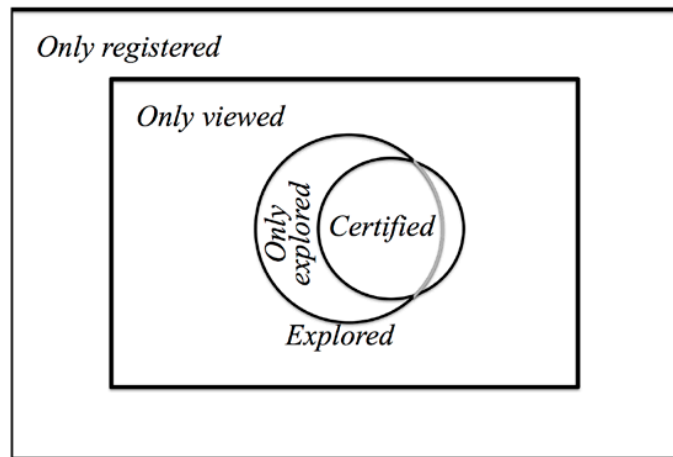 Only registered
Only viewed
Only
explored
Certified
Explored